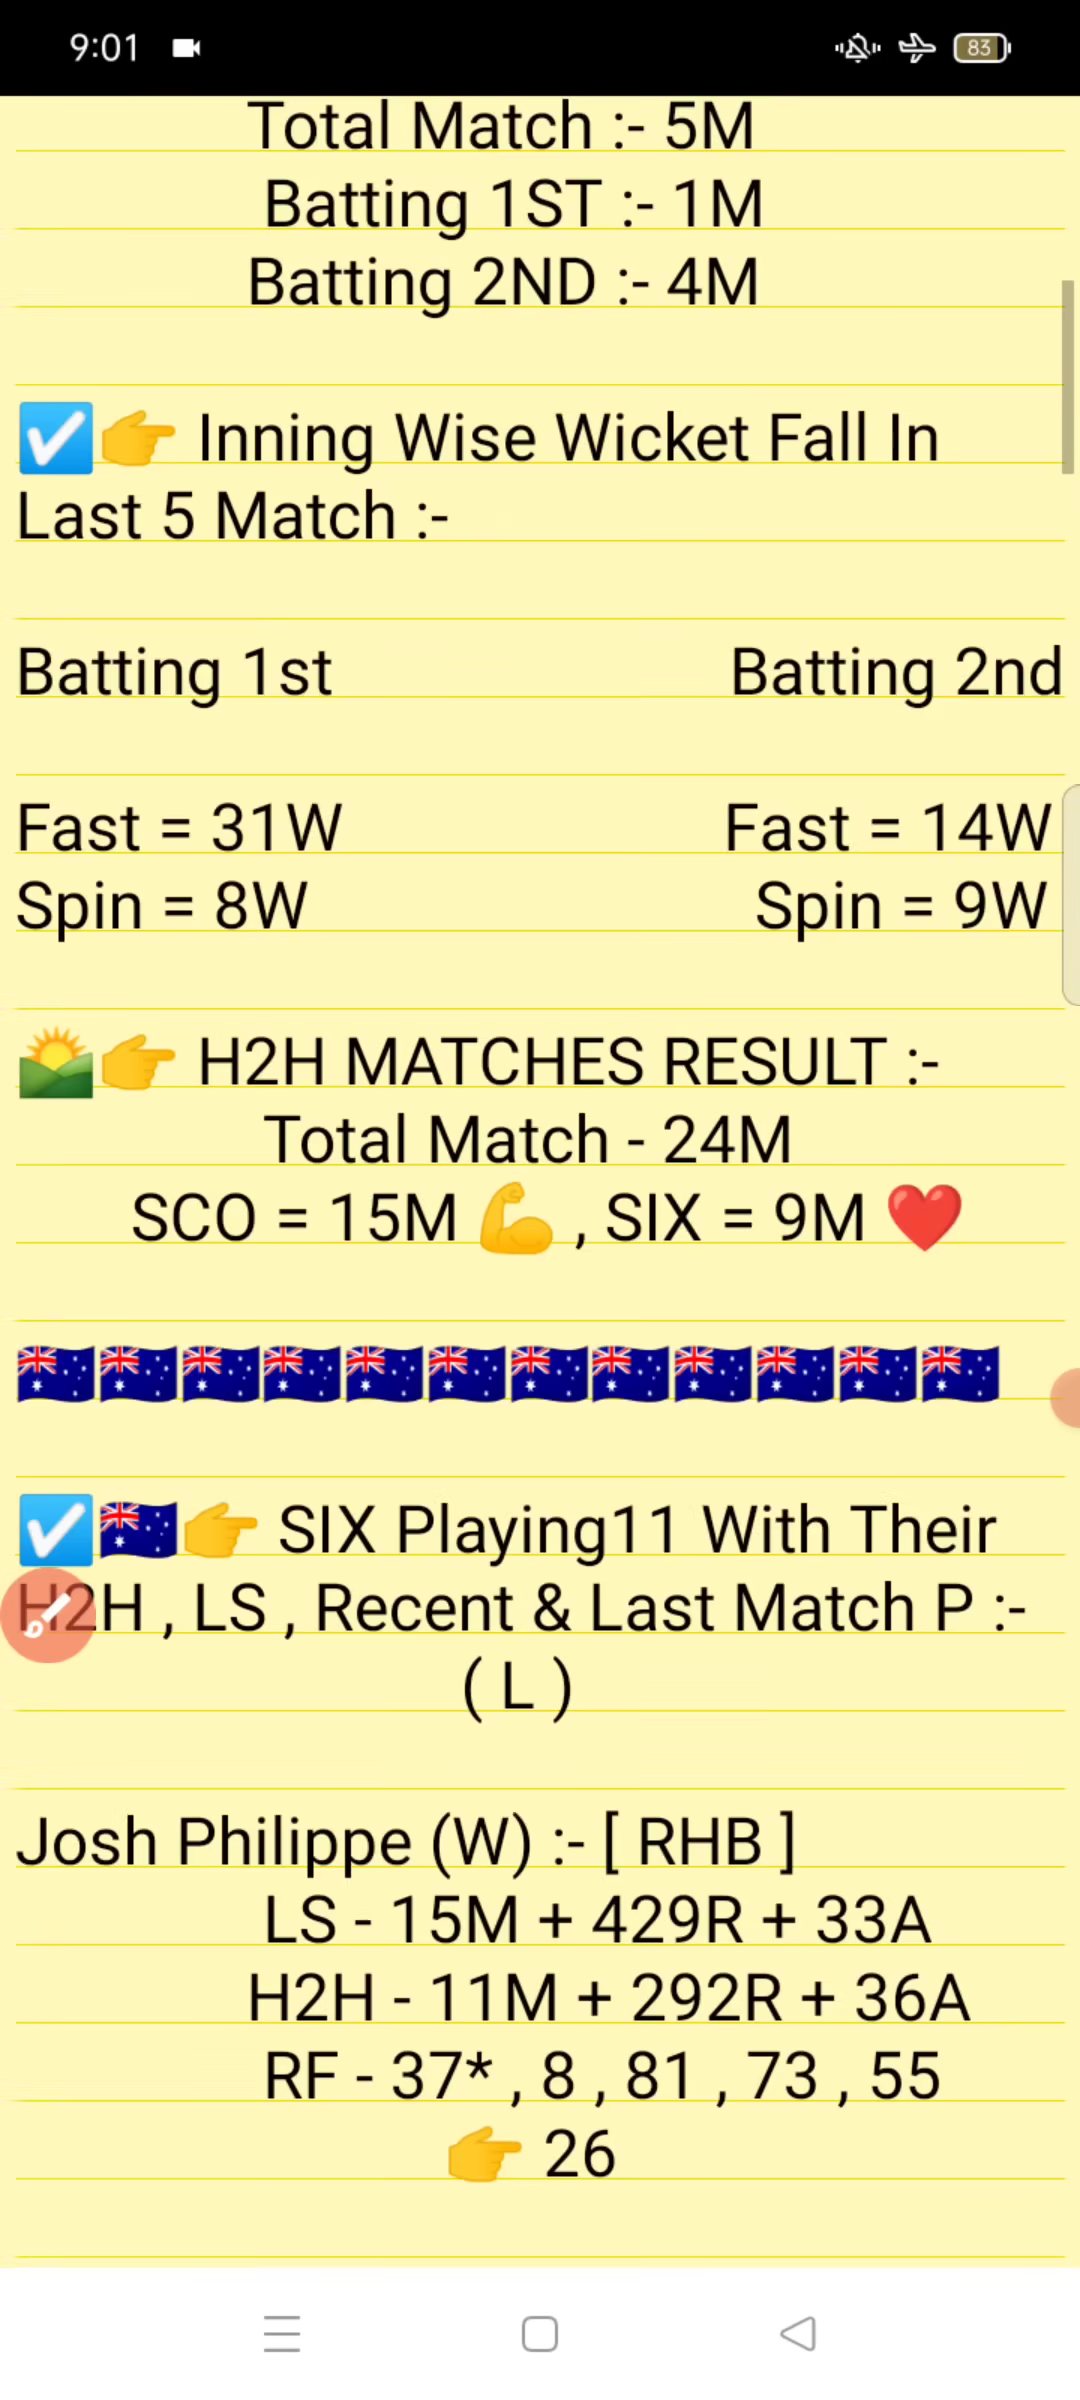 9:01
83
Total Match :- 5M
Batting 1ST :- 1M
Batting 2ND :- 4M
☑️👉 Inning Wise Wicket Fall In
Last 5 Match :-
Batting 1st Batting 2nd
Fast = 31W Fast = 14W
Spin = 8W Spin = 9W
🌄👉 H2H MATCHES RESULT :-
Total Match - 24M
SCO = 15M 💪 , SIX = 9M ❤️
🇦🇺🇦🇺🇦🇺🇦🇺🇦🇺🇦🇺🇦🇺🇦🇺🇦🇺🇦🇺🇦🇺🇦🇺
☑️🇦🇺👉 SIX Playing11 With Their
H2H , LS , Recent & Last Match P :-
( L )
Josh Philippe (W) :- [ RHB ]
LS - 15M + 429R + 33A
H2H - 11M + 292R + 36A
RF - 37* , 8 , 81 , 73 , 55
👉 26